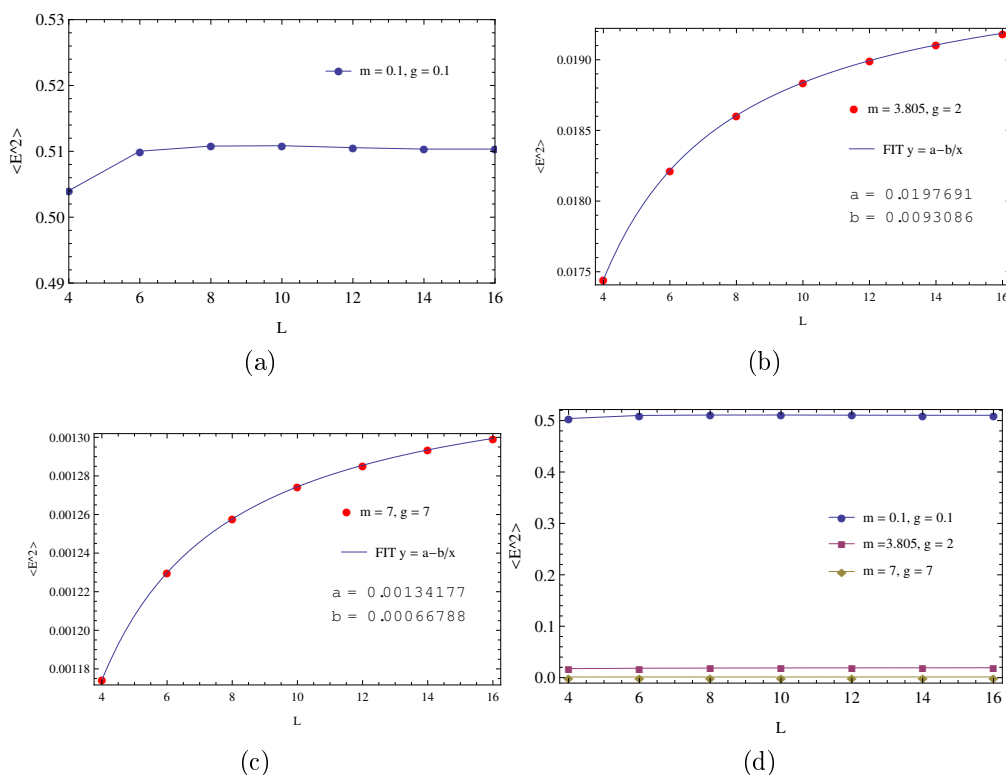 0.53
0.52
0.51
0.50
0.49
<E^2>
m = 0.1, g = 0.1
4 6 8 10 12 14 16
L
(a)
0.0190
0.0185
0.0180
0.0175
<E^2>
m = 3.805, g = 2
FIT y = a−b/x
a = 0.0197691
b = 0.0093086
4 6 8 10 12 14 16
L
(b)
0.00130
0.00128
0.00126
0.00124
0.00122
0.00120
0.00118
<E^2>
m = 7, g = 7
FIT y = a−b/x
a = 0.00134177
b = 0.00066788
4 6 8 10 12 14 16
L
(c)
0.5
0.4
0.3
0.2
0.1
0.0
<E^2>
m = 0.1, g = 0.1
m =3.805, g = 2
m = 7, g = 7
4 6 8 10 12 14 16
L
(d)